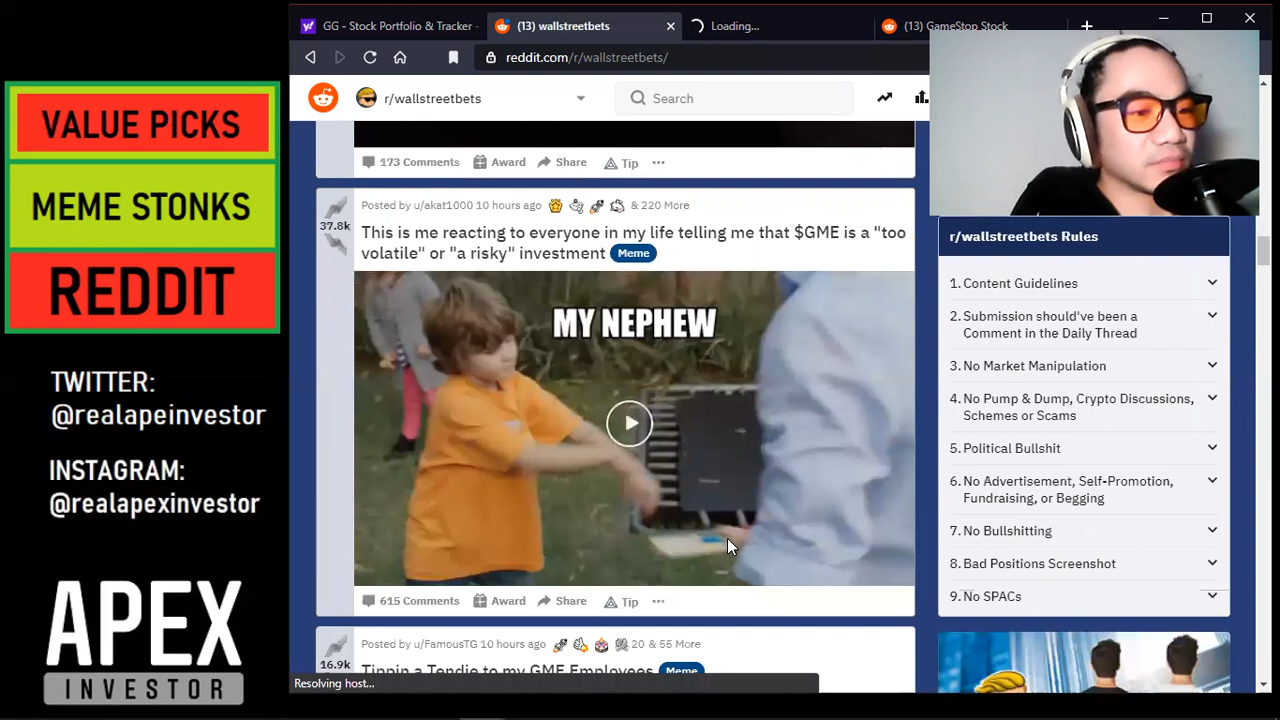 VALUE PICKS
MEME STONKS
REDDIT
TWITTER:
@realapeinvestor
INSTAGRAM:
@realapexinvestor
APEX
INVESTOR
GG - Stock Portfolio & Tracker -
(13) wallstreetbets
Loading...
(13) GameStop Stock
reddit.com/r/wallstreetbets/
r/wallstreetbets
Search
173 Comments
Award
Share
Tip
Posted by u/akat1000 10 hours ago
& 220 More
37.8k
This is me reacting to everyone in my life telling me that $GME is a "too
volatile" or "a risky" investment
Meme
MY NEPHEW
615 Comments
Award
Share
Tip
Posted by u/FamousTG 10 hours ago
20 & 55 More
16.9k
Tippin a Tendie to my GME Employees
Meme
Resolving host...
r/wallstreetbets Rules
1. Content Guidelines
2. Submission should've been a
Comment in the Daily Thread
3. No Market Manipulation
4. No Pump & Dump, Crypto Discussions,
Schemes or Scams
5. Political Bullshit
6. No Advertisement, Self-Promotion,
Fundraising, or Begging
7. No Bullshitting
8. Bad Positions Screenshot
9. No SPACs